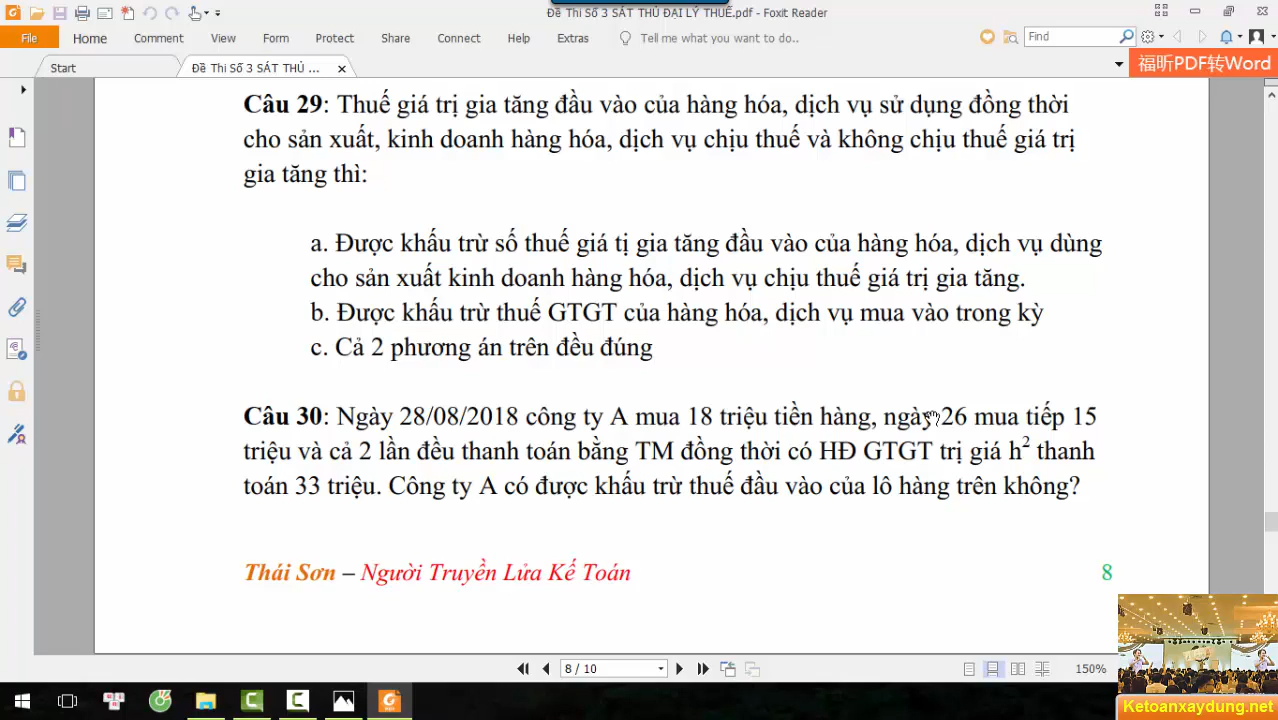 Đề Thi Số 3 SÁT THỦ ĐẠI LÝ THUẾ.pdf - Foxit Reader
File Home Comment View Form Protect Share Connect Help Extras Tell me what you want to do.. Find
Start Đề Thi Số 3 SÁT THỦ ...
福昕PDF转Word
Câu 29: Thuế giá trị gia tăng đầu vào của hàng hóa, dịch vụ sử dụng đồng thời
cho sản xuất, kinh doanh hàng hóa, dịch vụ chịu thuế và không chịu thuế giá trị
gia tăng thì:
a. Được khấu trừ số thuế giá tị gia tăng đầu vào của hàng hóa, dịch vụ dùng
cho sản xuất kinh doanh hàng hóa, dịch vụ chịu thuế giá trị gia tăng.
b. Được khấu trừ thuế GTGT của hàng hóa, dịch vụ mua vào trong kỳ
c. Cả 2 phương án trên đều đúng
Câu 30: Ngày 28/08/2018 công ty A mua 18 triệu tiền hàng, ngày 26 mua tiếp 15
triệu và cả 2 lần đều thanh toán bằng TM đồng thời có HĐ GTGT trị giá h² thanh
toán 33 triệu. Công ty A có được khấu trừ thuế đầu vào của lô hàng trên không?
Thái Sơn – Người Truyền Lửa Kế Toán 8
8 / 10
150%
Ketoanxaydung.net